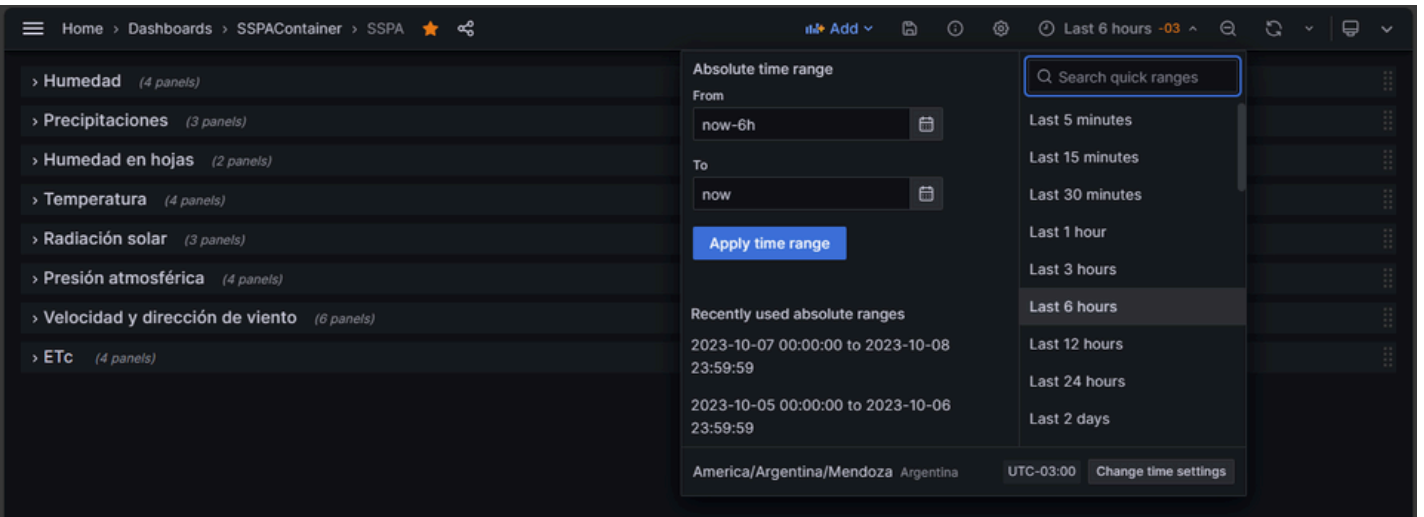 Home › Dashboards › SSPAContainer › SSPA Add Last 6 hours -03
› Humedad (4 panels)
› Precipitaciones (3 panels)
› Humedad en hojas (2 panels)
› Temperatura (4 panels)
› Radiación solar (3 panels)
› Presión atmosférica (4 panels)
› Velocidad y dirección de viento (6 panels)
› ETc (4 panels)
Absolute time range
From
now-6h
To
now
Apply time range
Recently used absolute ranges
2023-10-07 00:00:00 to 2023-10-08
23:59:59
2023-10-05 00:00:00 to 2023-10-06
23:59:59
Search quick ranges
Last 5 minutes
Last 15 minutes
Last 30 minutes
Last 1 hour
Last 3 hours
Last 6 hours
Last 12 hours
Last 24 hours
Last 2 days
America/Argentina/Mendoza Argentina UTC-03:00 Change time settings